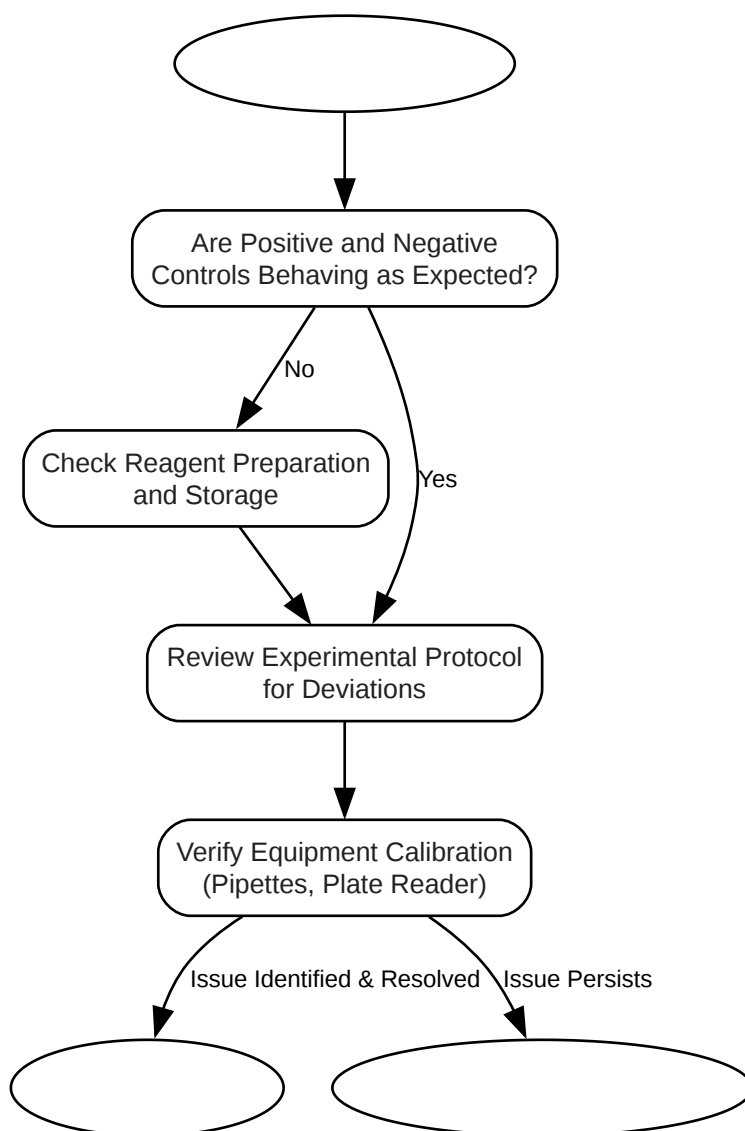 Are Positive and Negative
Controls Behaving as Expected?
No
Check Reagent Preparation
and Storage
Yes
Review Experimental Protocol
for Deviations
Verify Equipment Calibration
(Pipettes, Plate Reader)
Issue Identified & Resolved
Issue Persists